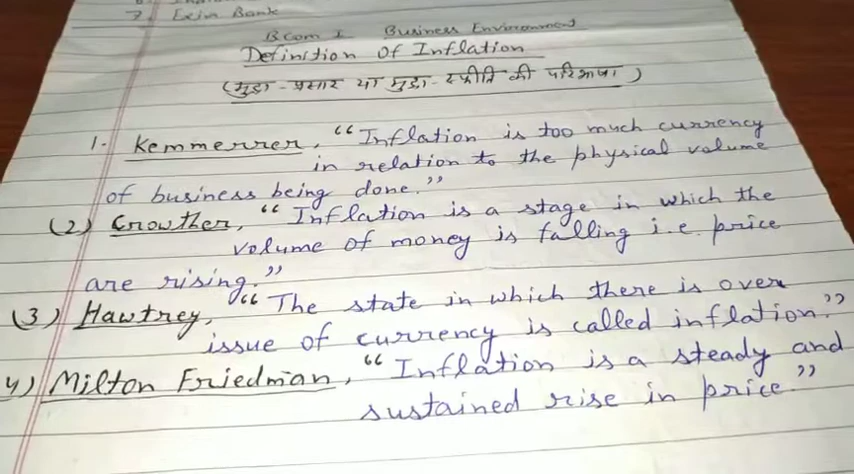 7. Exim Bank
BCom I Business Environment
Definition Of Inflation
(मुद्रा - प्रसार या मुद्रा - स्फीति की परिभाषा)
1. Kemmerrer, “Inflation is too much currency
in relation to the physical volume
of business being done.”
(2) Crowther, “Inflation is a stage in which the
volume of money is falling i.e. price
are rising.”
(3) Hawtrey, “The state in which there is over
issue of currency is called inflation.”
4) Milton Friedman, “Inflation is a steady and
sustained rise in price”